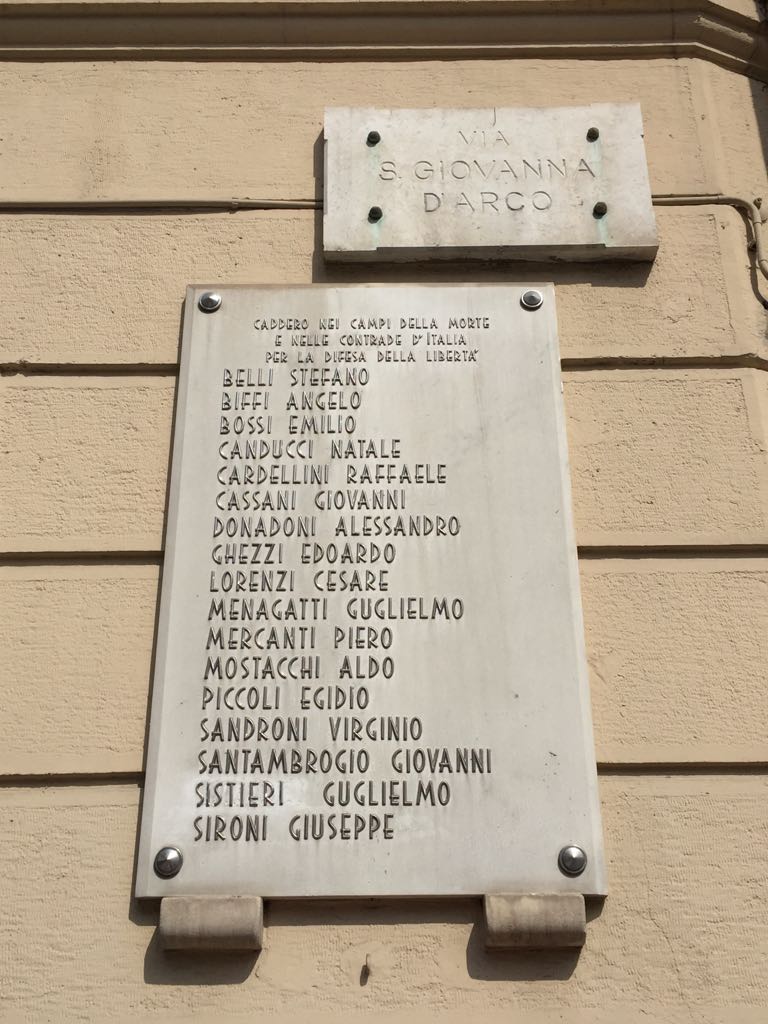 VIA
S. GIOVANNA
D'ARCO
CADDERO NEI CAMPI DELLA MORTE
E NELLE CONTRADE D'ITALIA
PER LA DIFESA DELLA LIBERTA'
BELLI STEFANO
BIFFI ANGELO
BOSSI EMILIO
CANDUCCI NATALE
CARDELLINI RAFFAELE
CASSANI GIOVANNI
DONADONI ALESSANDRO
GHEZZI EDOARDO
LORENZI CESARE
MENAGATTI GUGLIELMO
MERCANTI PIERO
MOSTACCHI ALDO
PICCOLI EGIDIO
SANDRONI VIRGINIO
SANTAMBROGIO GIOVANNI
SISTIERI GUGLIELMO
SIRONI GIUSEPPE